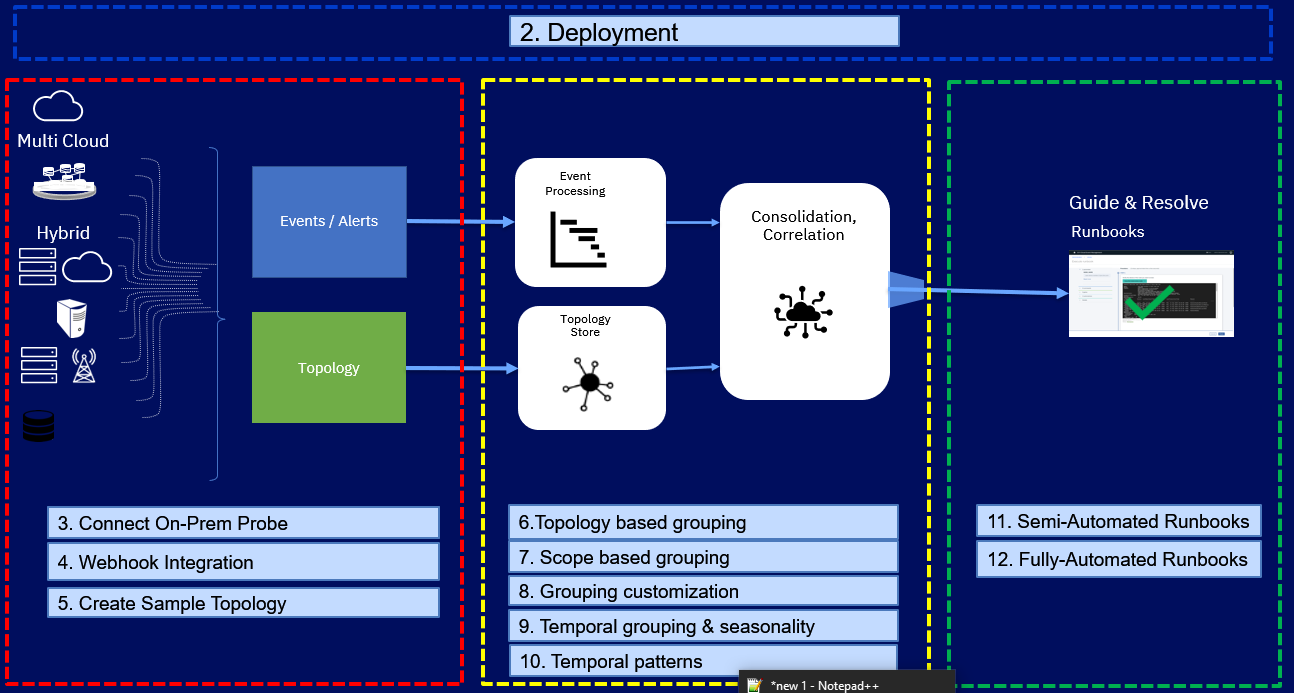 2. Deployment
Multi Cloud
Hybrid
Events / Alerts
Topology
3. Connect On-Prem Probe
4. Webhook Integration
5. Create Sample Topology
Event
Processing
Topology
Store
Consolidation,
Correlation
6.Topology based grouping
7. Scope based grouping
8. Grouping customization
9. Temporal grouping & seasonality
10. Temporal patterns
Guide & Resolve
Runbooks
11. Semi-Automated Runbooks
12. Fully-Automated Runbooks
*new 1 - Notepad++